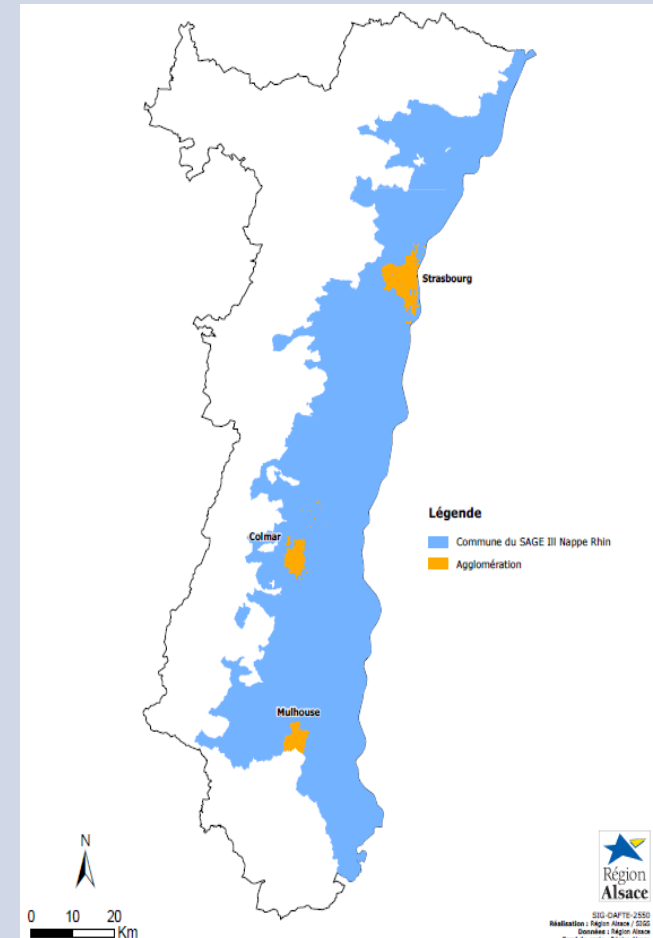 Strasbourg
Légende
Commune du SAGE Ill Nappe Rhin
Agglomération
Colmar
Mulhouse
N
0 10 20
Km
Région
Alsace
SIG-DAFTE-2550
Réalisation : Région Alsace / SIGS
Données : Région Alsace